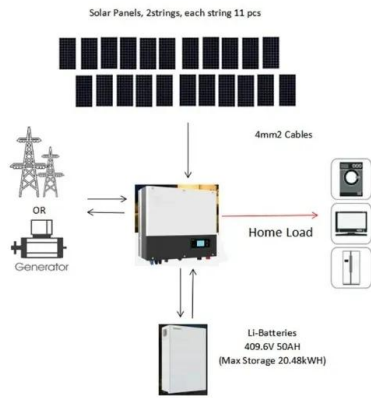 Solar Panels, 2strings, each string 11 pcs
4mm2 Cables
OR
Generator
Home Load
Li-Batteries
409.6V 50AH
(Max Storage 20.48kWH)